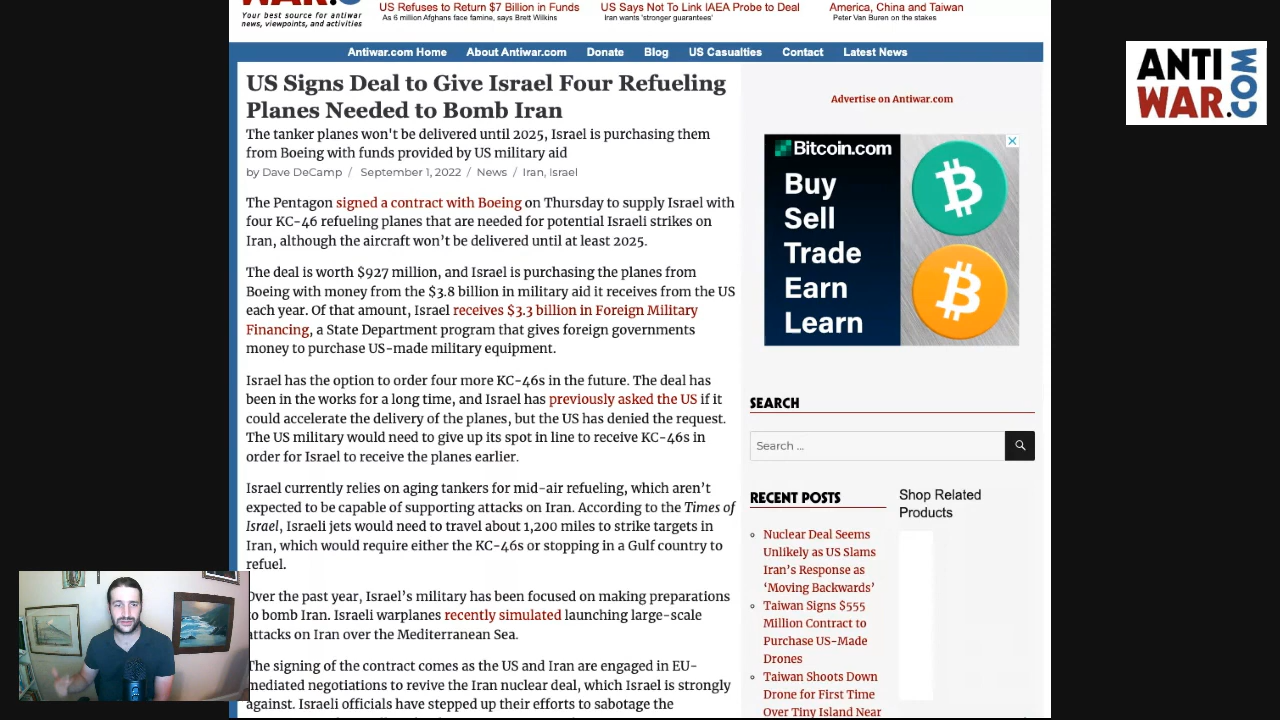 WAR.C
Your best source for antiwar
news, viewpoints, and activities
US Refuses to Return $7 Billion in Funds
As 6 million Afghans face famine, says Brett Wilkins
US Says Not To Link IAEA Probe to Deal
Iran wants 'stronger guarantees'
America, China and Taiwan
Peter Van Buren on the stakes
Antiwar.com Home
About Antiwar.com
Donate
Blog
US Casualties
Contact
Latest News
US Signs Deal to Give Israel Four Refueling
Planes Needed to Bomb Iran
The tanker planes won't be delivered until 2025, Israel is purchasing them
from Boeing with funds provided by US military aid
by Dave DeCamp / September 1, 2022 / News / Iran, Israel
The Pentagon signed a contract with Boeing on Thursday to supply Israel with
four KC-46 refueling planes that are needed for potential Israeli strikes on
Iran, although the aircraft won't be delivered until at least 2025.
The deal is worth $927 million, and Israel is purchasing the planes from
Boeing with money from the $3.8 billion in military aid it receives from the US
each year. Of that amount, Israel receives $3.3 billion in Foreign Military
Financing, a State Department program that gives foreign governments
money to purchase US-made military equipment.
Israel has the option to order four more KC-46s in the future. The deal has
been in the works for a long time, and Israel has previously asked the US if it
could accelerate the delivery of the planes, but the US has denied the request.
The US military would need to give up its spot in line to receive KC-46s in
order for Israel to receive the planes earlier.
Israel currently relies on aging tankers for mid-air refueling, which aren't
expected to be capable of supporting attacks on Iran. According to the Times of
Israel, Israeli jets would need to travel about 1,200 miles to strike targets in
Iran, which would require either the KC-46s or stopping in a Gulf country to
refuel.
Over the past year, Israel's military has been focused on making preparations
to bomb Iran. Israeli warplanes recently simulated launching large-scale
attacks on Iran over the Mediterranean Sea.
The signing of the contract comes as the US and Iran are engaged in EU-
mediated negotiations to revive the Iran nuclear deal, which Israel is strongly
against. Israeli officials have stepped up their efforts to sabotage the
Advertise on Antiwar.com
Bitcoin.com
Buy
Sell
Trade
Earn
Learn
SEARCH
Search ...
RECENT POSTS
Nuclear Deal Seems
Unlikely as US Slams
Iran's Response as
'Moving Backwards'
Taiwan Signs $555
Million Contract to
Purchase US-Made
Drones
Taiwan Shoots Down
Drone for First Time
Over Tiny Island Near
Shop Related
Products
ANTI
WAR.COM